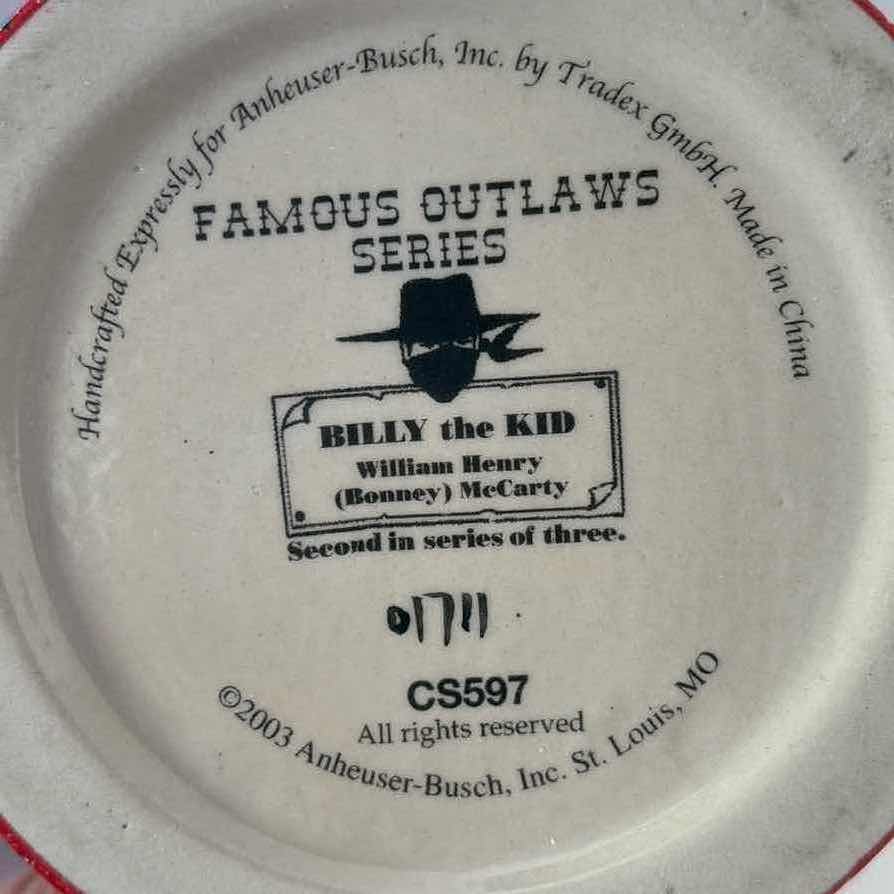 Handcrafted Expressly for Anheuser-Busch, Inc. by Tradex GmbH. Made in China
FAMOUS OUTLAWS
SERIES
BILLY the KID
William Henry
(Bonney) McCarty
Second in series of three.
01711
CS597
All rights reserved
©2003 Anheuser-Busch, Inc. St. Louis, MO